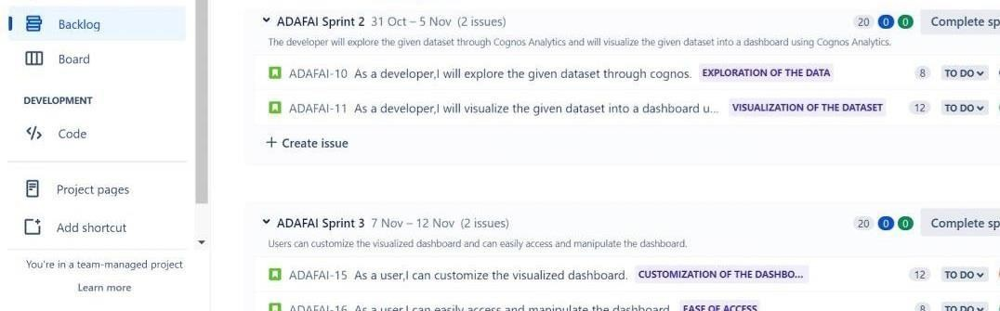 Backlog
Board
DEVELOPMENT
Code
Project pages
Add shortcut
You're in a team-managed project
Learn more
ADAFAI Sprint 2 31 Oct – 5 Nov (2 issues) 20 0 0 Complete sp
The developer will explore the given dataset through Cognos Analytics and will visualize the given dataset into a dashboard using Cognos Analytics.
ADAFAI-10 As a developer,I will explore the given dataset through cognos. EXPLORATION OF THE DATA 8 TO DO
ADAFAI-11 As a developer,I will visualize the given dataset into a dashboard u... VISUALIZATION OF THE DATASET 12 TO DO
+ Create issue
ADAFAI Sprint 3 7 Nov – 12 Nov (2 issues) 20 0 0 Complete sp
Users can customize the visualized dashboard and can easily access and manipulate the dashboard.
ADAFAI-15 As a user,I can customize the visualized dashboard. CUSTOMIZATION OF THE DASHBO... 12 TO DO
ADAFAI-16 As a user,I can easily access and manipulate the dashboard. EASE OF ACCESS 8 TO DO